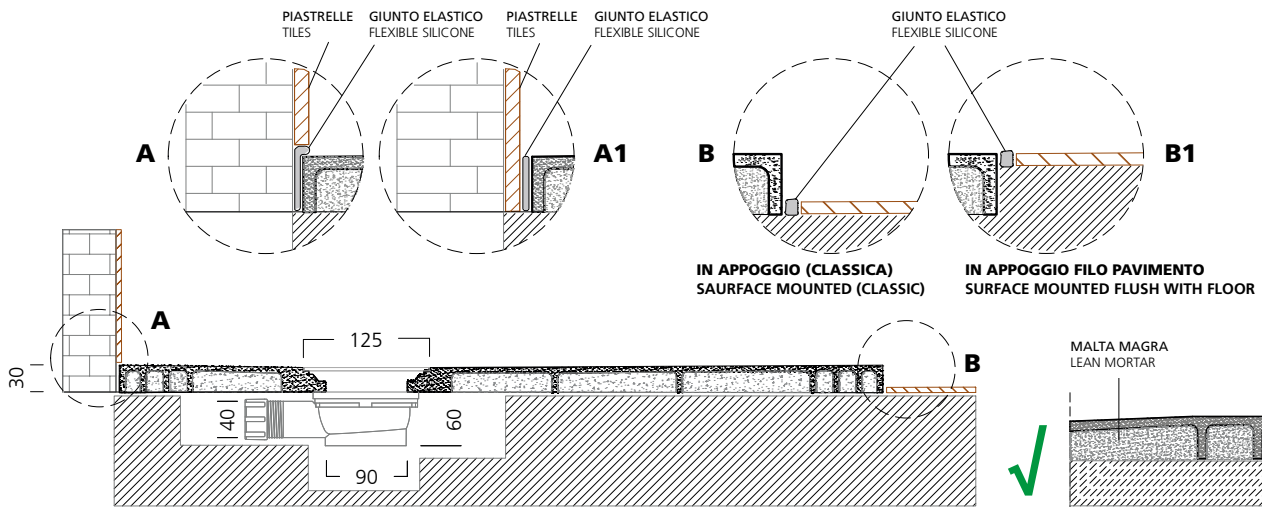 PIASTRELLE
TILES
GIUNTO ELASTICO
FLEXIBLE SILICONE
PIASTRELLE
TILES
GIUNTO ELASTICO
FLEXIBLE SILICONE
GIUNTO ELASTICO
FLEXIBLE SILICONE
A
A1
B
B1
IN APPOGGIO (CLASSICA)
SAURFACE MOUNTED (CLASSIC)
IN APPOGGIO FILO PAVIMENTO
SURFACE MOUNTED FLUSH WITH FLOOR
A
125
B
30
40
60
90
MALTA MAGRA
LEAN MORTAR